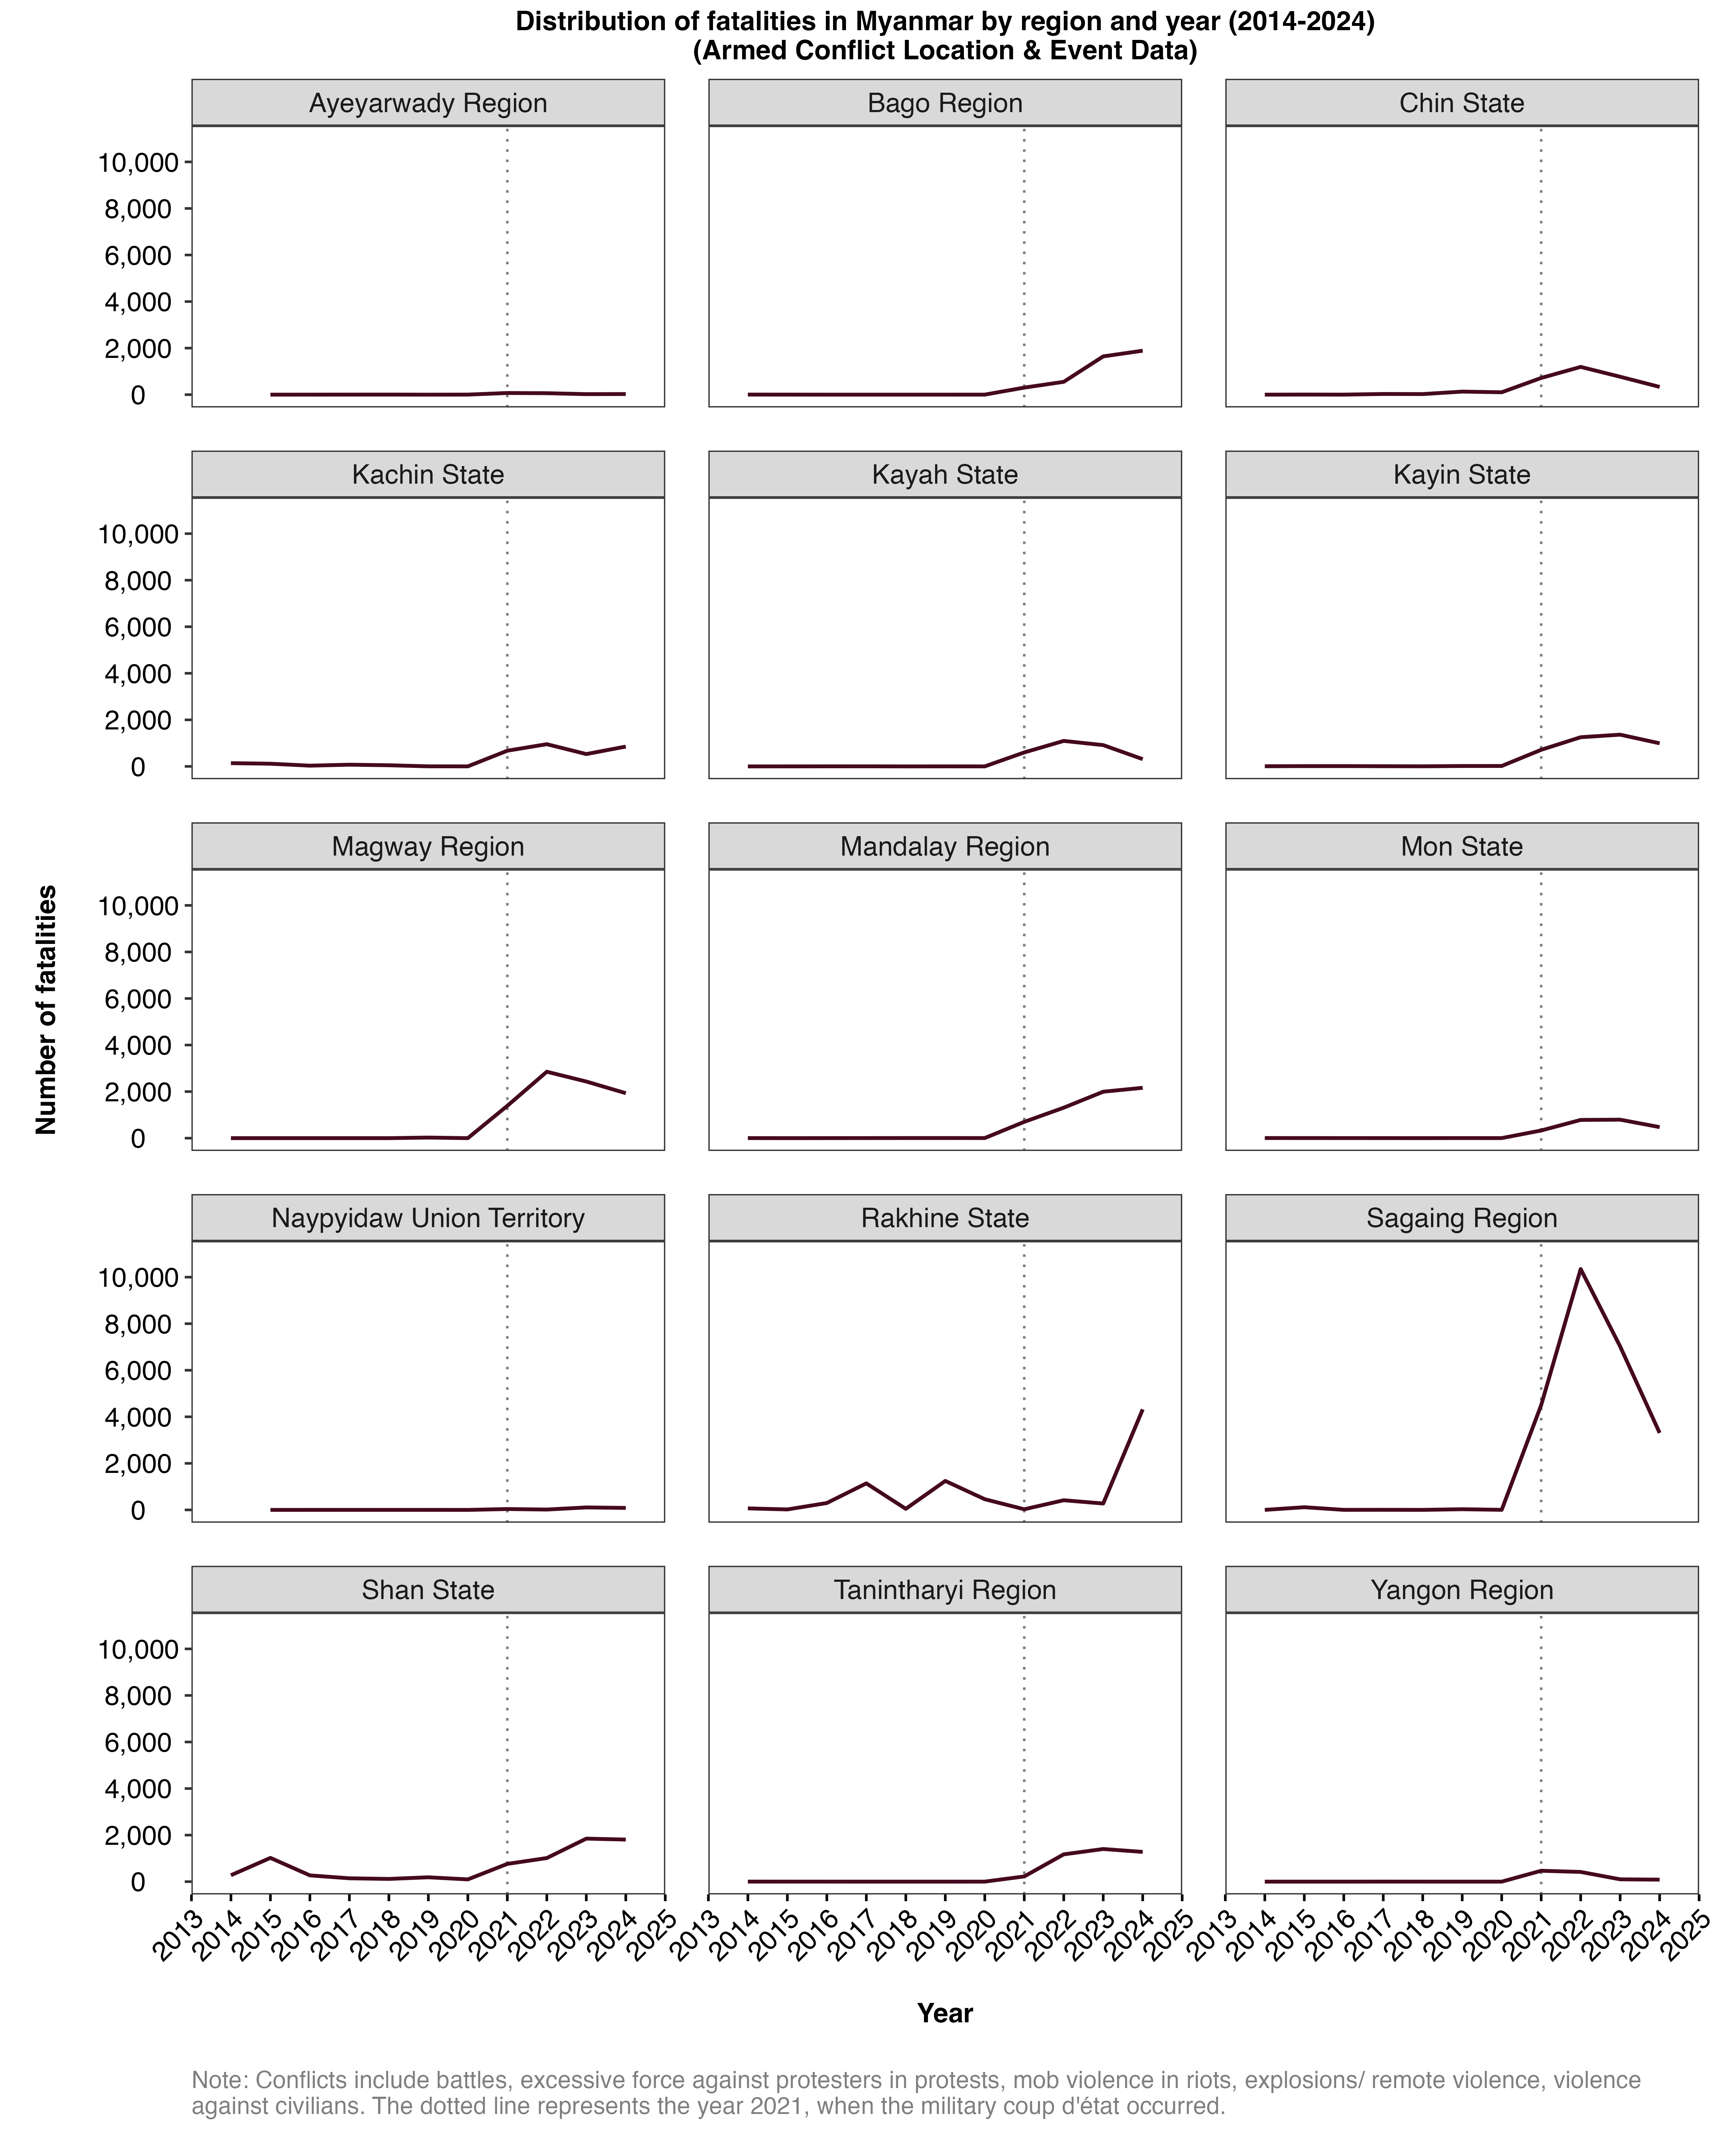 Distribution of fatalities in Myanmar by region and year (2014-2024)
(Armed Conflict Location & Event Data)
Ayeyarwady Region
Bago Region
Chin State
10,000
8,000
6,000
4,000
2,000
0
Kachin State
Kayah State
Kayin State
10,000
8,000
6,000
4,000
2,000
0
Magway Region
Mandalay Region
Mon State
10,000
8,000
6,000
4,000
2,000
0
Number of fatalities
Naypyidaw Union Territory
Rakhine State
Sagaing Region
10,000
8,000
6,000
4,000
2,000
0
Shan State
Tanintharyi Region
Yangon Region
10,000
8,000
6,000
4,000
2,000
0
2013 2014 2015 2016 2017 2018 2019 2020 2021 2022 2023 2024 2025
2013 2014 2015 2016 2017 2018 2019 2020 2021 2022 2023 2024 2025
2013 2014 2015 2016 2017 2018 2019 2020 2021 2022 2023 2024 2025
Year
Note: Conflicts include battles, excessive force against protesters in protests, mob violence in riots, explosions/ remote violence, violence
against civilians. The dotted line represents the year 2021, when the military coup d'état occurred.